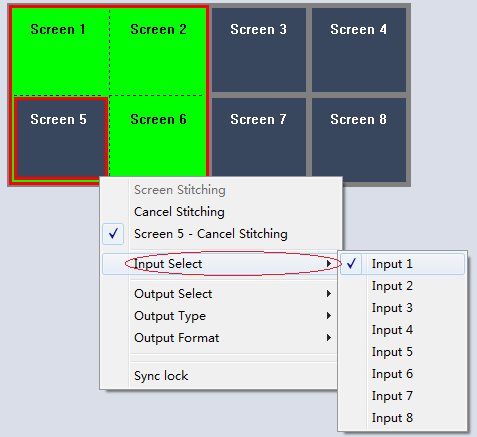 Screen 1 Screen 2 Screen 3 Screen 4
Screen 5 Screen 6 Screen 7 Screen 8
Screen Stitching
Cancel Stitching
Screen 5 - Cancel Stitching
Input Select
Output Select
Output Type
Output Format
Sync lock
Input 1
Input 2
Input 3
Input 4
Input 5
Input 6
Input 7
Input 8